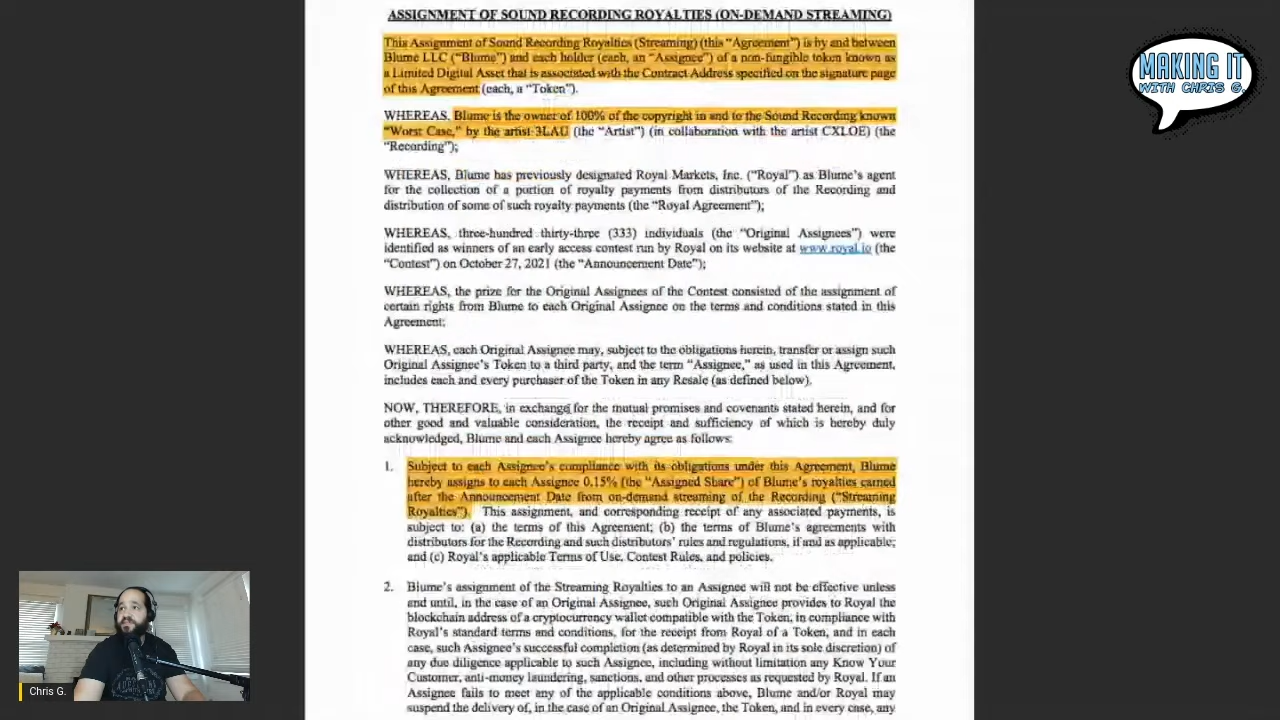 ASSIGNMENT OF SOUND RECORDING ROYALTIES (ON-DEMAND STREAMING)
This Assignment of Sound Recording Royalties (Streaming) (this “Agreement”) is by and between
Blume LLC (“Blume”) and each holder (each, an “Assignee”) of a non-fungible token known as
a Limited Digital Asset that is associated with the Contract Address specified on the signature page
of this Agreement (each, a “Token”).
WHEREAS, Blume is the owner of 100% of the copyright in and to the Sound Recording known
“Worst Case,” by the artist 3LAU (the “Artist”) (in collaboration with the artist CXLOE) (the
“Recording”);
WHEREAS, Blume has previously designated Royal Markets, Inc. (“Royal”) as Blume’s agent
for the collection of a portion of royalty payments from distributors of the Recording and
distribution of some of such royalty payments (the “Royal Agreement”);
WHEREAS, three-hundred thirty-three (333) individuals (the “Original Assignees”) were
identified as winners of an early access contest run by Royal on its website at www.royal.io (the
“Contest”) on October 27, 2021 (the “Announcement Date”);
WHEREAS, the prize for the Original Assignees of the Contest consisted of the assignment of
certain rights from Blume to each Original Assignee on the terms and conditions stated in this
Agreement;
WHEREAS, each Original Assignee may, subject to the obligations herein, transfer or assign such
Original Assignee’s Token to a third party, and the term “Assignee,” as used in this Agreement,
includes each and every purchaser of the Token in any Resale (as defined below).
NOW, THEREFORE, in exchange for the mutual promises and covenants stated herein, and for
other good and valuable consideration, the receipt and sufficiency of which is hereby duly
acknowledged, Blume and each Assignee hereby agree as follows:
1. Subject to each Assignee’s compliance with its obligations under this Agreement, Blume
hereby assigns to each Assignee 0.15% (the “Assigned Share”) of Blume’s royalties earned
after the Announcement Date from on-demand streaming of the Recording (“Streaming
Royalties”). This assignment, and corresponding receipt of any associated payments, is
subject to: (a) the terms of this Agreement; (b) the terms of Blume’s agreements with
distributors for the Recording and such distributors’ rules and regulations, if and as applicable;
and (c) Royal’s applicable Terms of Use, Contest Rules, and policies.
2. Blume’s assignment of the Streaming Royalties to an Assignee will not be effective unless
and until, in the case of an Original Assignee, such Original Assignee provides to Royal the
blockchain address of a cryptocurrency wallet compatible with the Token, in compliance with
Royal’s standard terms and conditions, for the receipt from Royal of a Token, and in each
case, such Assignee’s successful completion (as determined by Royal in its sole discretion) of
any due diligence applicable to such Assignee, including without limitation any Know Your
Customer, anti-money laundering, sanctions, and other processes as requested by Royal. If an
Assignee fails to meet any of the applicable conditions above, Blume and/or Royal may
suspend the delivery of, in the case of an Original Assignee, the Token, and in every case, any
MAKING IT
WITH CHRIS G.
Chris G.